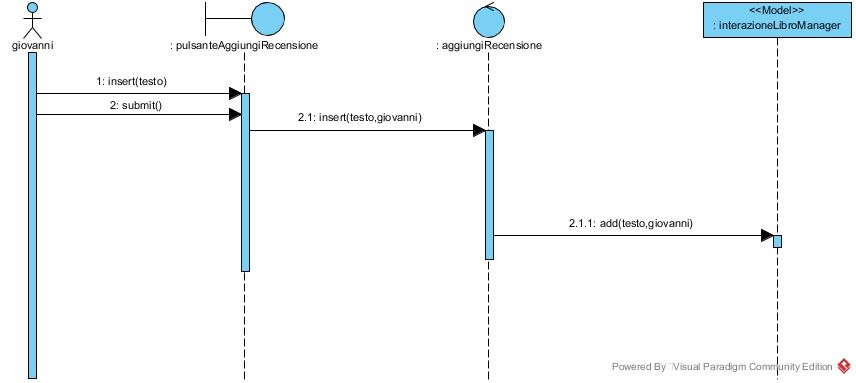 <<Model>>
: interazioneLibroManager
giovanni
: pulsanteAggiungiRecensione
: aggiungiRecensione
1: insert(testo)
2: submit()
2.1: insert(testo,giovanni)
2.1.1: add(testo,giovanni)
Powered By Visual Paradigm Community Edition